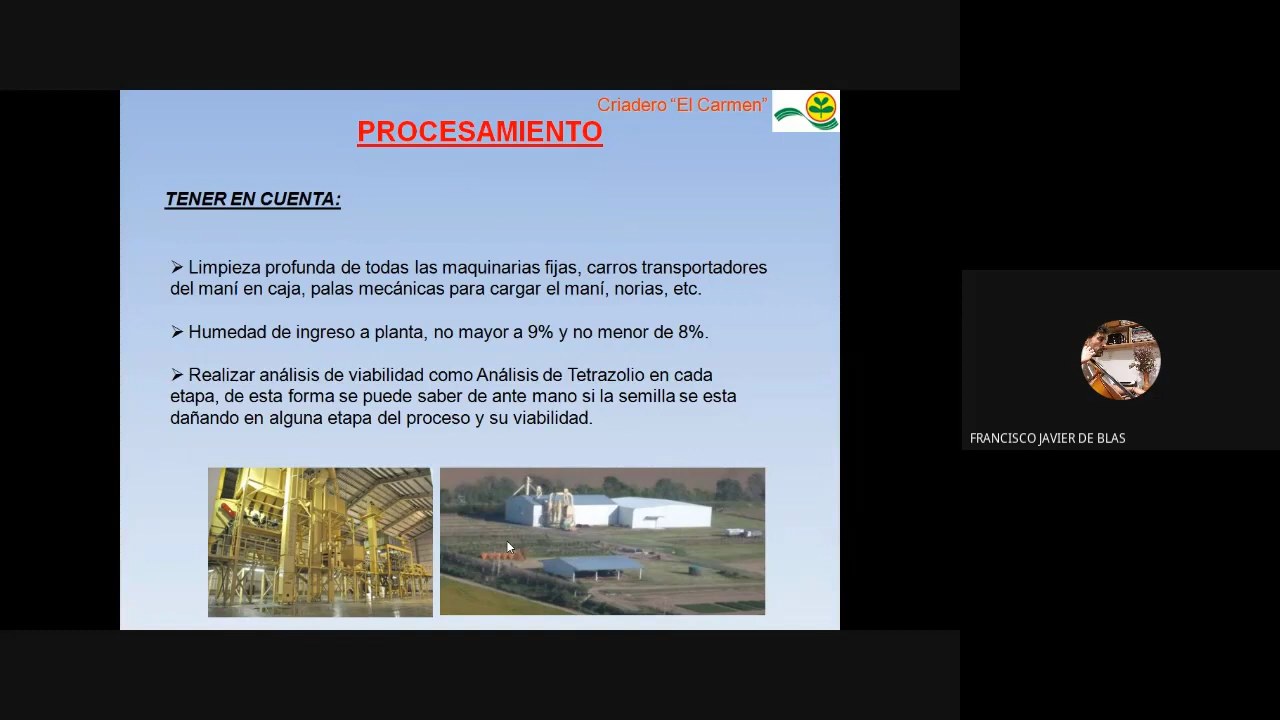 Criadero “El Carmen”
PROCESAMIENTO
TENER EN CUENTA:
➢ Limpieza profunda de todas las maquinarias fijas, carros transportadores
del maní en caja, palas mecánicas para cargar el maní, norias, etc.
➢ Humedad de ingreso a planta, no mayor a 9% y no menor de 8%.
➢ Realizar análisis de viabilidad como Análisis de Tetrazolio en cada
etapa, de esta forma se puede saber de ante mano si la semilla se esta
dañando en alguna etapa del proceso y su viabilidad.
FRANCISCO JAVIER DE BLAS